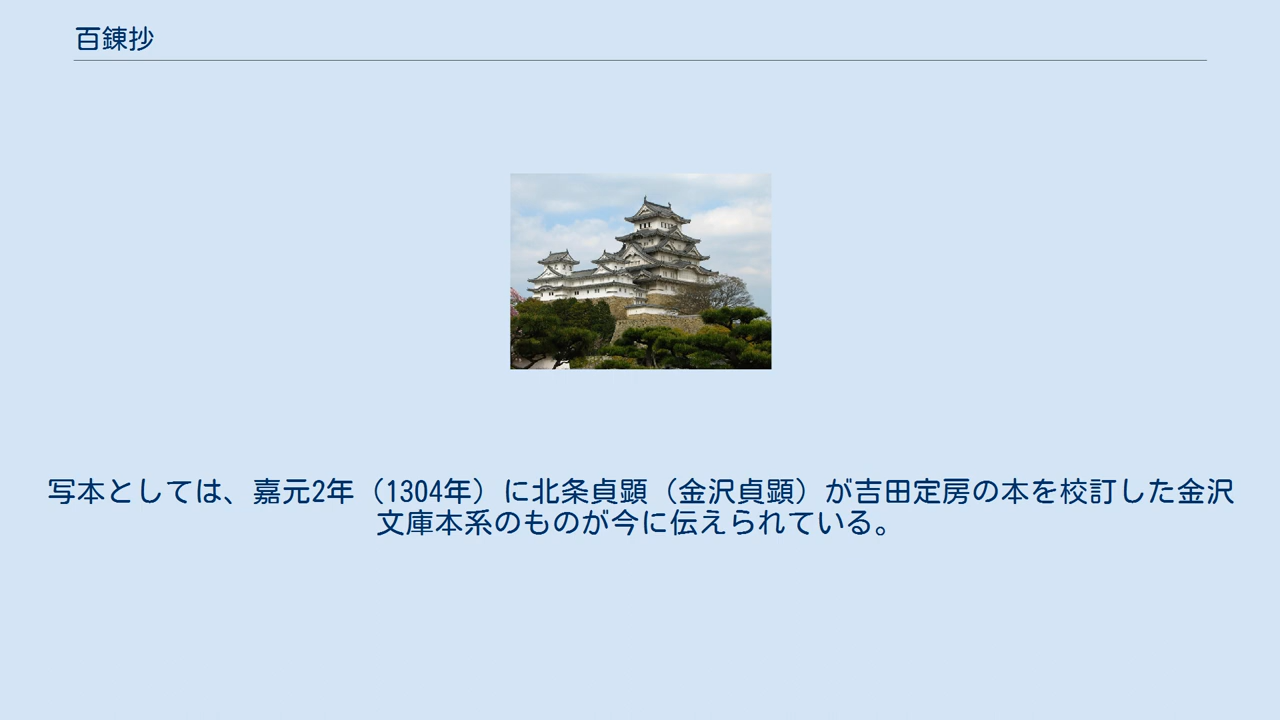 百錬抄
写本としては、嘉元2年（1304年）に北条貞顕（金沢貞顕）が吉田定房の本を校訂した金沢
文庫本系のものが今に伝えられている。